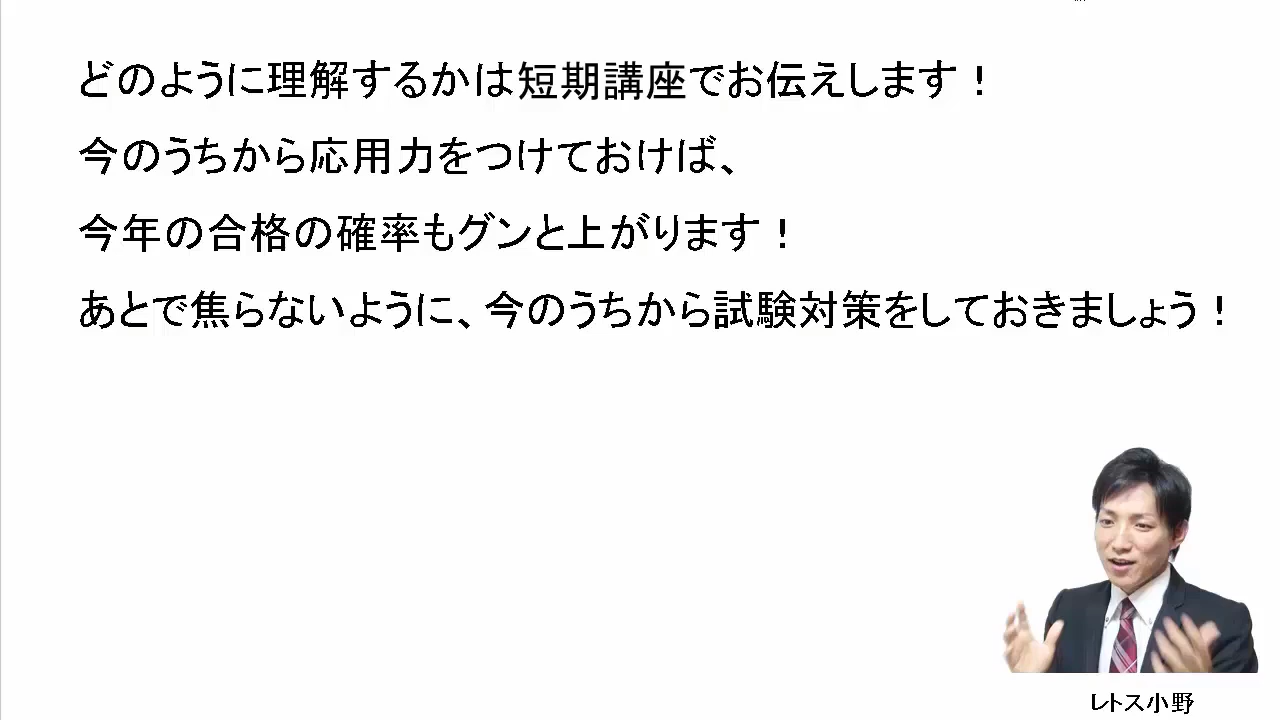 どのように理解するかは短期講座でお伝えします！
今のうちから応用力をつけておけば、
今年の合格の確率もグンと上がります！
あとで焦らないように、今のうちから試験対策をしておきましょう！
レトス小野